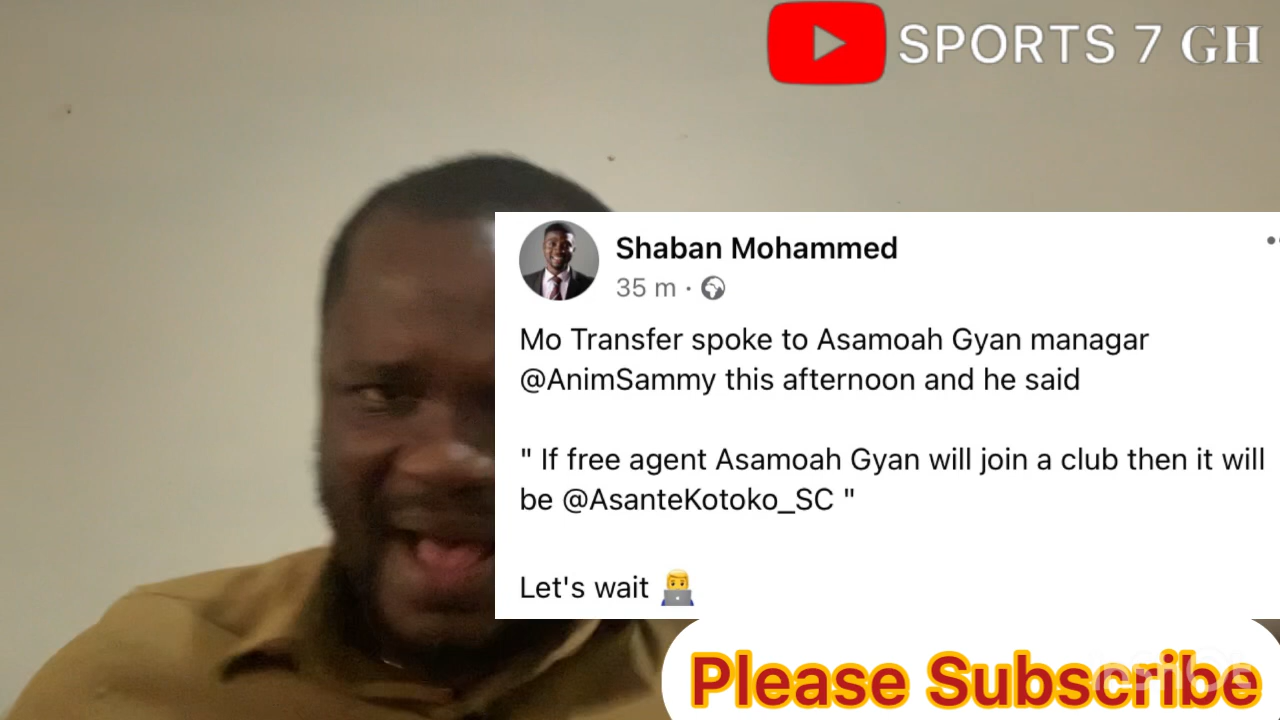 SPORTS 7 GH
Shaban Mohammed
35 m ·
Mo Transfer spoke to Asamoah Gyan managar
@AnimSammy this afternoon and he said
" If free agent Asamoah Gyan will join a club then it will
be @AsanteKotoko_SC "
Let's wait
Please Subscribe